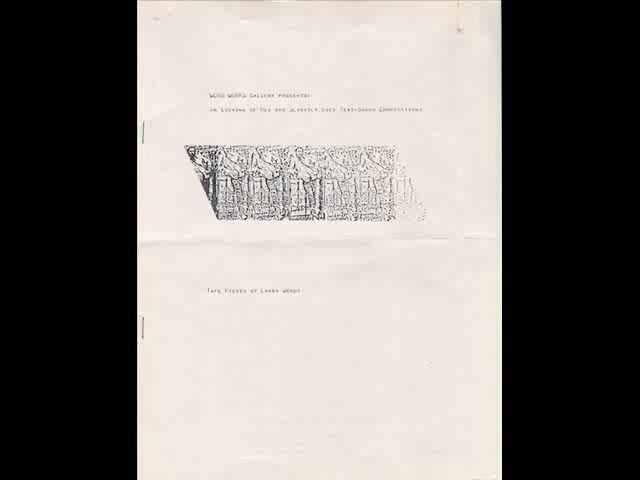 WORD WORKS GALLERY PRESENTS:
AN EVENING OF NEW AND SLIGHTLY USED TEXT-SOUND COMPOSITIONS
TAPE PIECES BY LARRY WENDT